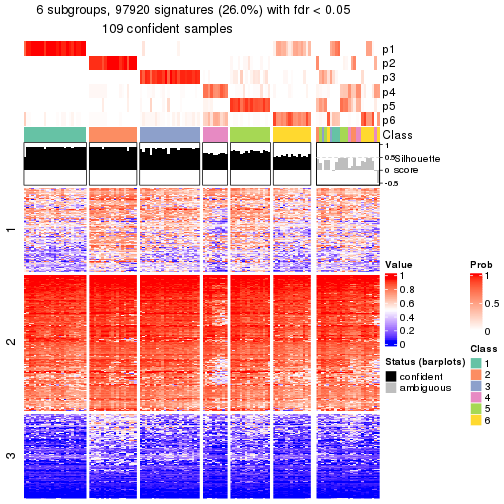 6 subgroups, 97920 signatures (26.0%) with fdr < 0.05
109 confident samples
p1
p2
p3
p4
p5
p6
Class
1
0.5
0
-0.5
Silhouette
score
1
2
3
Value
1
0.8
0.6
0.4
0.2
0
Status (barplots)
confident
ambiguous
Prob
1
0.5
0
Class
1
2
3
4
5
6